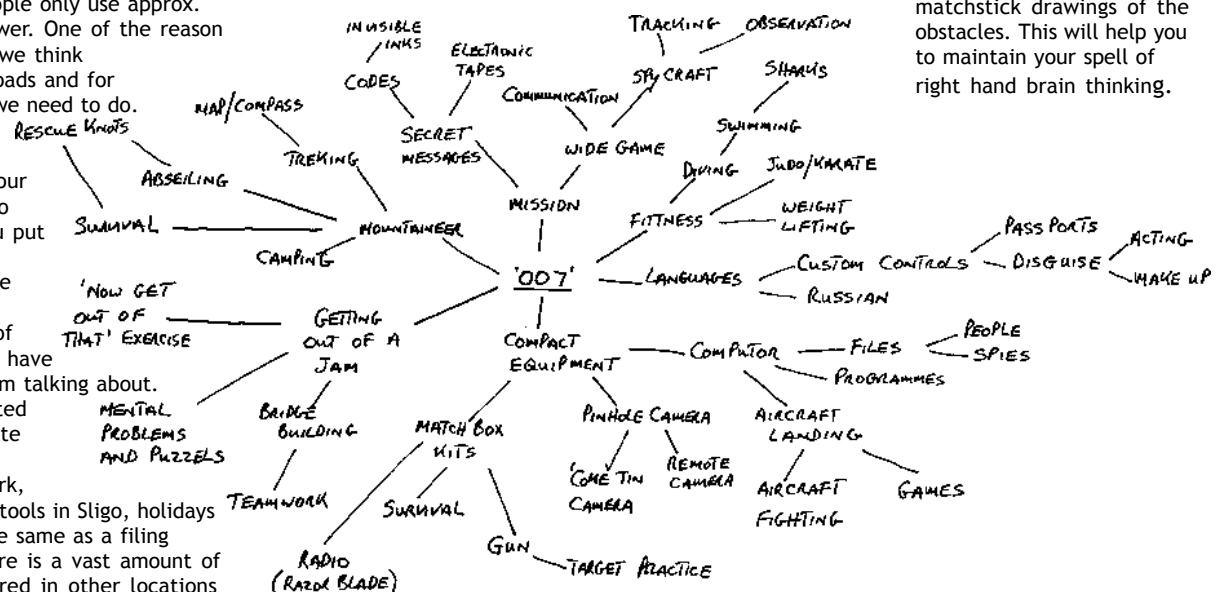 ple only use approx.
wer. One of the reason
we think
oads and for
we need to do.
our
o
u put
e
of
have
m talking about.
ted
te
rk,
tools in Sligo, holidays
e same as a filing
re is a vast amount of
red in other locations
matchstick drawings of the
obstacles. This will help you
to maintain your spell of
right hand brain thinking.
'007'
MISSION
SECRET
MESSAGES
CODES
INVISIBLE
INKS
ELECTRONIC
TAPES
WIDE GAME
COMMUNICATION
SPYCRAFT
TRACKING
OBSERVATION
FITTNESS
DIVING
SWIMMING
SHARKS
JUDO/KARATE
WEIGHT
LIFTING
LANGUAGES
CUSTOM CONTROLS
PASSPORTS
DISGUISE
ACTING
MAKE UP
RUSSIAN
COMPACT
EQUIPMENT
COMPUTOR
FILES
PEOPLE
SPIES
PROGRAMMES
AIRCRAFT
LANDING
AIRCRAFT
FIGHTING
GAMES
PINHOLE CAMERA
'COKE TIN
CAMERA
REMOTE
CAMERA
MATCH BOX
KITS
SURVIVAL
GUN
TARGET PRACTICE
RADIO
(RAZOR BLADE)
GETTING
OUT OF A
JAM
'NOW GET
OUT OF
THAT' EXERCISE
MENTAL
PROBLEMS
AND PUZZELS
BRIDGE
BUILDING
TEAMWORK
MOUNTAINEER
TREKING
MAP/COMPASS
ABSEILING
RESCUE KNOTS
SURVIVAL
CAMPING